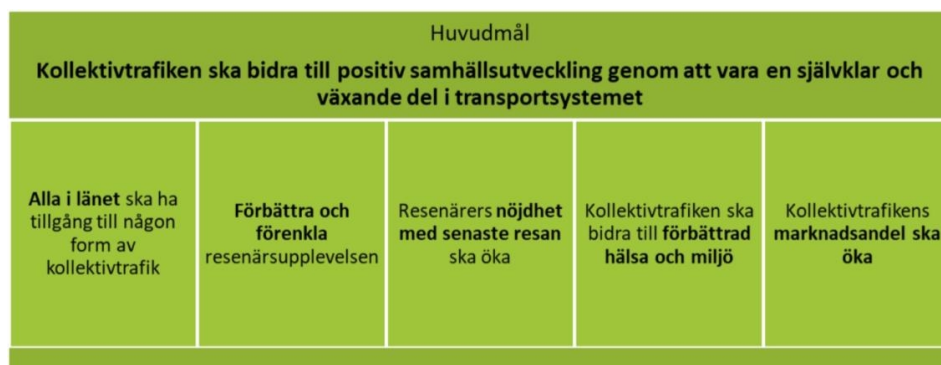 Huvudmål
Kollektivtrafiken ska bidra till positiv samhällsutveckling genom att vara en självklar och
växande del i transportsystemet
Alla i länet ska ha
tillgång till någon
form av
kollektivtrafik
Förbättra och
förenkla
resenärsupplevelsen
Resenärers nöjdhet
med senaste resan
ska öka
Kollektivtrafiken ska
bidra till förbättrad
hälsa och miljö
Kollektivtrafikens
marknadsandel ska
öka